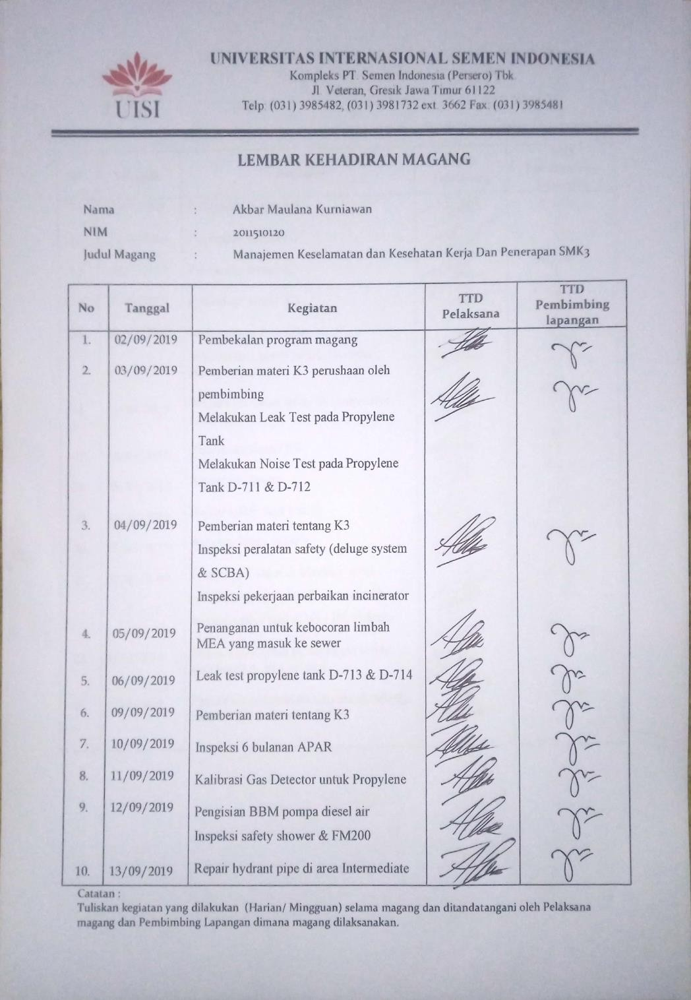 UISI
UNIVERSITAS INTERNASIONAL SEMEN INDONESIA
Kompleks PT. Semen Indonesia (Persero) Tbk.
Jl. Veteran, Gresik Jawa Timur 61122
Telp. (031) 3985482, (031) 3981732 ext. 3662 Fax. (031) 3985481
LEMBAR KEHADIRAN MAGANG
Nama : Akbar Maulana Kurniawan
NIM : 2011510120
Judul Magang : Manajemen Keselamatan dan Kesehatan Kerja Dan Penerapan SMK3
No Tanggal Kegiatan TTD Pelaksana TTD Pembimbing lapangan
1. 02/09/2019 Pembekalan program magang
2. 03/09/2019 Pemberian materi K3 perushaan oleh
pembimbing
Melakukan Leak Test pada Propylene
Tank
Melakukan Noise Test pada Propylene
Tank D-711 & D-712
3. 04/09/2019 Pemberian materi tentang K3
Inspeksi peralatan safety (deluge system
& SCBA)
Inspeksi pekerjaan perbaikan incinerator
4. 05/09/2019 Penanganan untuk kebocoran limbah
MEA yang masuk ke sewer
5. 06/09/2019 Leak test propylene tank D-713 & D-714
6. 09/09/2019 Pemberian materi tentang K3
7. 10/09/2019 Inspeksi 6 bulanan APAR
8. 11/09/2019 Kalibrasi Gas Detector untuk Propylene
9. 12/09/2019 Pengisian BBM pompa diesel air
Inspeksi safety shower & FM200
10. 13/09/2019 Repair hydrant pipe di area Intermediate
Catatan :
Tuliskan kegiatan yang dilakukan (Harian/ Mingguan) selama magang dan ditandatangani oleh Pelaksana
magang dan Pembimbing Lapangan dimana magang dilaksanakan.